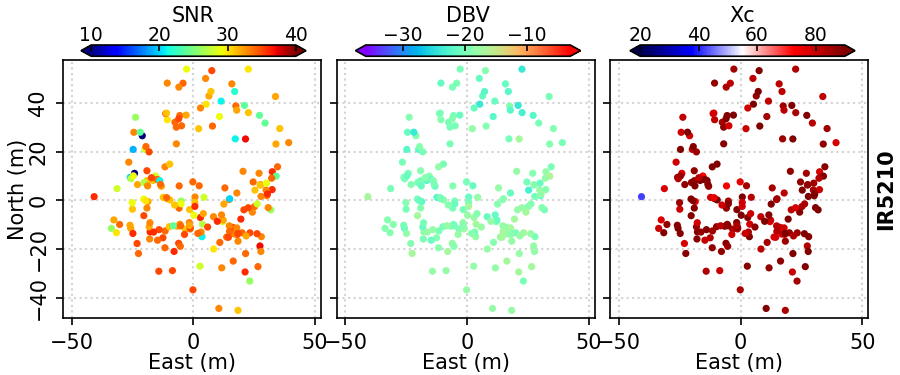 SNR DBV Xc
10 20 30 40 −30 −20 −10 20 40 60 80
40
20
0
−20
−40
North (m)
−50 0 50 −50 0 50 −50 0 50
East (m) East (m) East (m)
IR5210